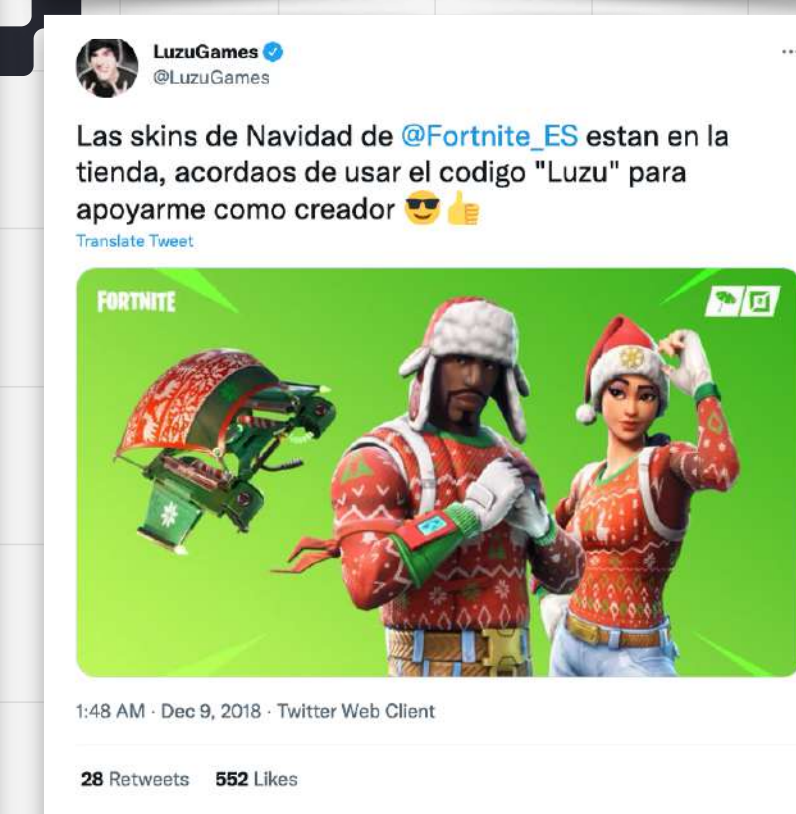 LuzuGames
@LuzuGames
Las skins de Navidad de @Fortnite_ES estan en la
tienda, acordaos de usar el codigo "Luzu" para
apoyarme como creador 😎👍
Translate Tweet
FORTNITE
1:48 AM · Dec 9, 2018 · Twitter Web Client
28 Retweets 552 Likes